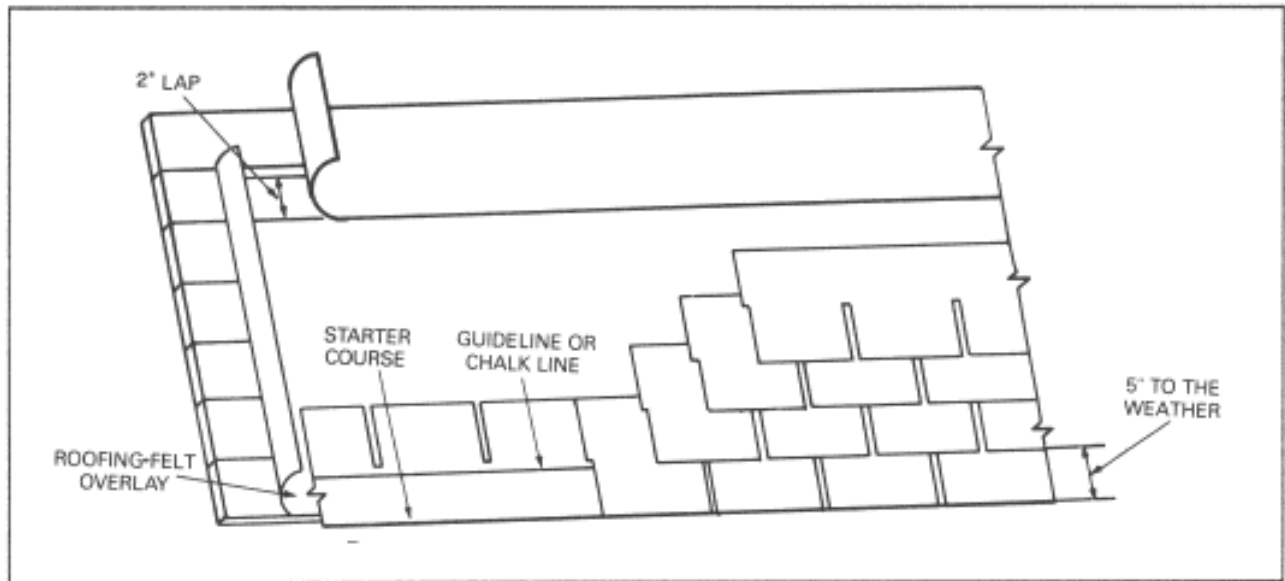 2" LAP
STARTER
COURSE
GUIDELINE OR
CHALK LINE
5" TO THE
WEATHER
ROOFING-FELT
OVERLAY